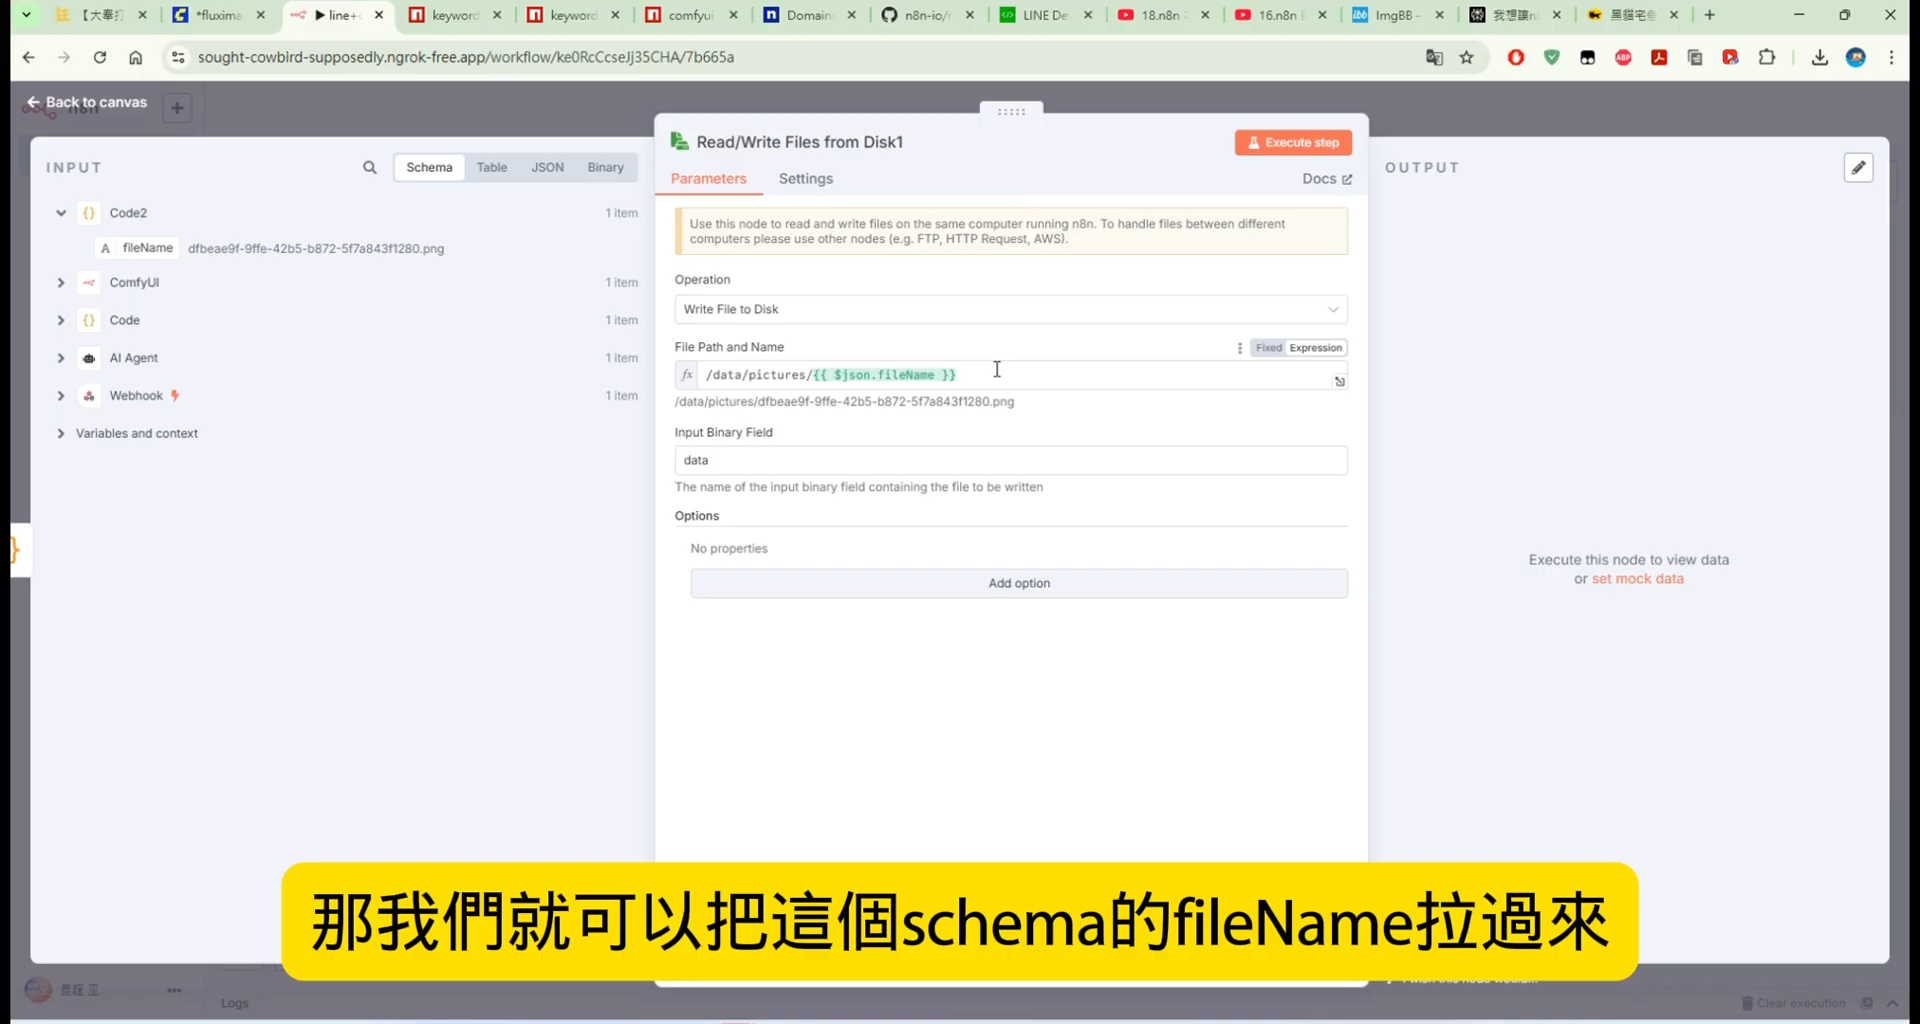 【大奉打
*fluxima
▶ line+c
keyword
keyword
comfyui
Domain
n8n-io/r
LINE De
18.n8n
16.n8n
ImgBB -
我想讓n
黑貓宅
sought-cowbird-supposedly.ngrok-free.app/workflow/ke0RcCcseJj35CHA/7b665a
Back to canvas
INPUT
Schema
Table
JSON
Binary
Code2
1 item
A fileName dfbeae9f-9ffe-42b5-b872-5f7a843f1280.png
ComfyUI
1 item
Code
1 item
AI Agent
1 item
Webhook
1 item
Variables and context
Read/Write Files from Disk1
Execute step
Parameters
Settings
Docs
Use this node to read and write files on the same computer running n8n. To handle files between different
computers please use other nodes (e.g. FTP, HTTP Request, AWS).
Operation
Write File to Disk
File Path and Name
Fixed
Expression
fx /data/pictures/{{ $json.fileName }}
/data/pictures/dfbeae9f-9ffe-42b5-b872-5f7a843f1280.png
Input Binary Field
data
The name of the input binary field containing the file to be written
Options
No properties
Add option
OUTPUT
Execute this node to view data
or set mock data
那我們就可以把這個schema的fileName拉過來
Logs
Clear execution